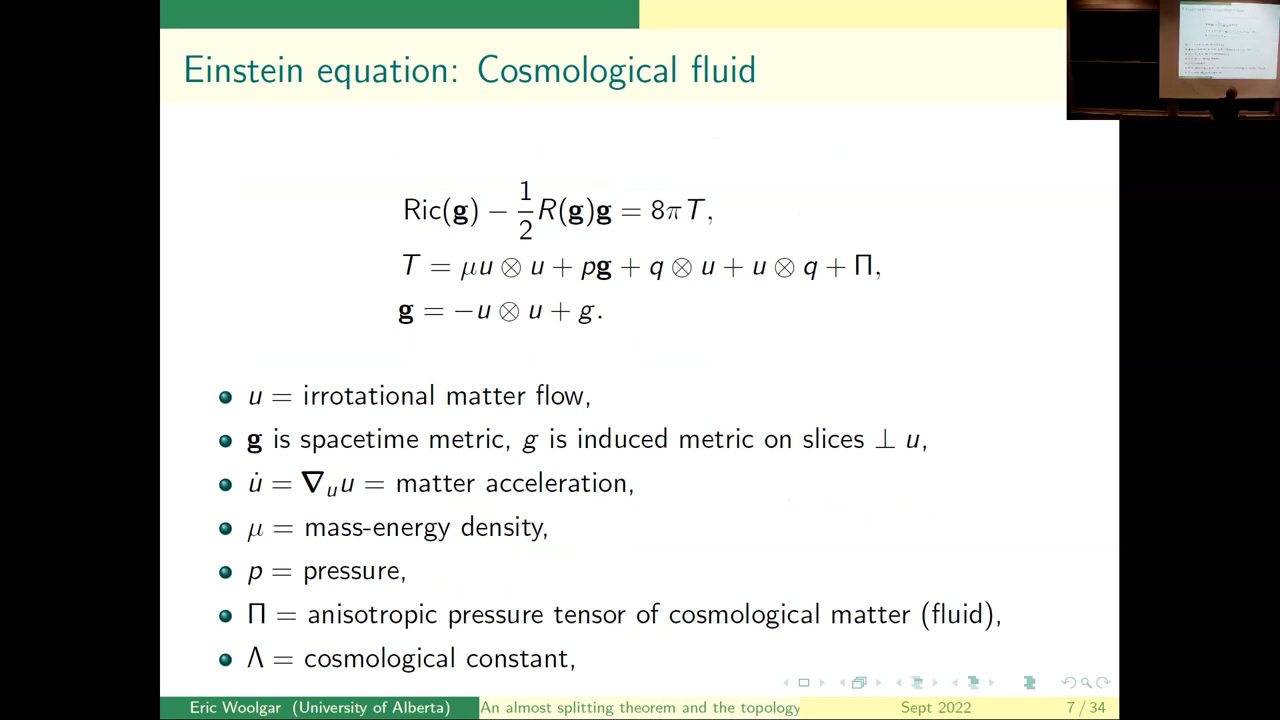 Einstein equation: Cosmological fluid
Ric(𝐠) − 1/2 R(𝐠)𝐠 = 8πT,
T = μu ⊗ u + p𝐠 + q ⊗ u + u ⊗ q + Π,
𝐠 = −u ⊗ u + g.
u = irrotational matter flow,
𝐠 is spacetime metric, g is induced metric on slices ⊥ u,
u̇ = ∇ᵤu = matter acceleration,
μ = mass-energy density,
p = pressure,
Π = anisotropic pressure tensor of cosmological matter (fluid),
Λ = cosmological constant,
Eric Woolgar (University of Alberta) An almost splitting theorem and the topology Sept 2022 7 / 34